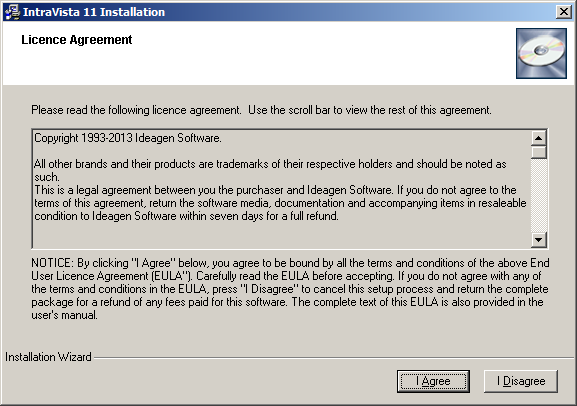 IntraVista 11 Installation
Licence Agreement
Please read the following licence agreement. Use the scroll bar to view the rest of this agreement.
Copyright 1993-2013 Ideagen Software.
All other brands and their products are trademarks of their respective holders and should be noted as
such.
This is a legal agreement between you the purchaser and Ideagen Software. If you do not agree to the
terms of this agreement, return the software media, documentation and accompanying items in resaleable
condition to Ideagen Software within seven days for a full refund.
NOTICE: By clicking "I Agree" below, you agree to be bound by all the terms and conditions of the above End
User Licence Agreement (EULA"). Carefully read the EULA before accepting. If you do not agree with any of
the terms and conditions in the EULA, press "I Disagree" to cancel this setup process and return the complete
package for a refund of any fees paid for this software. The complete text of this EULA is also provided in the
user's manual.
Installation Wizard
I Agree
I Disagree